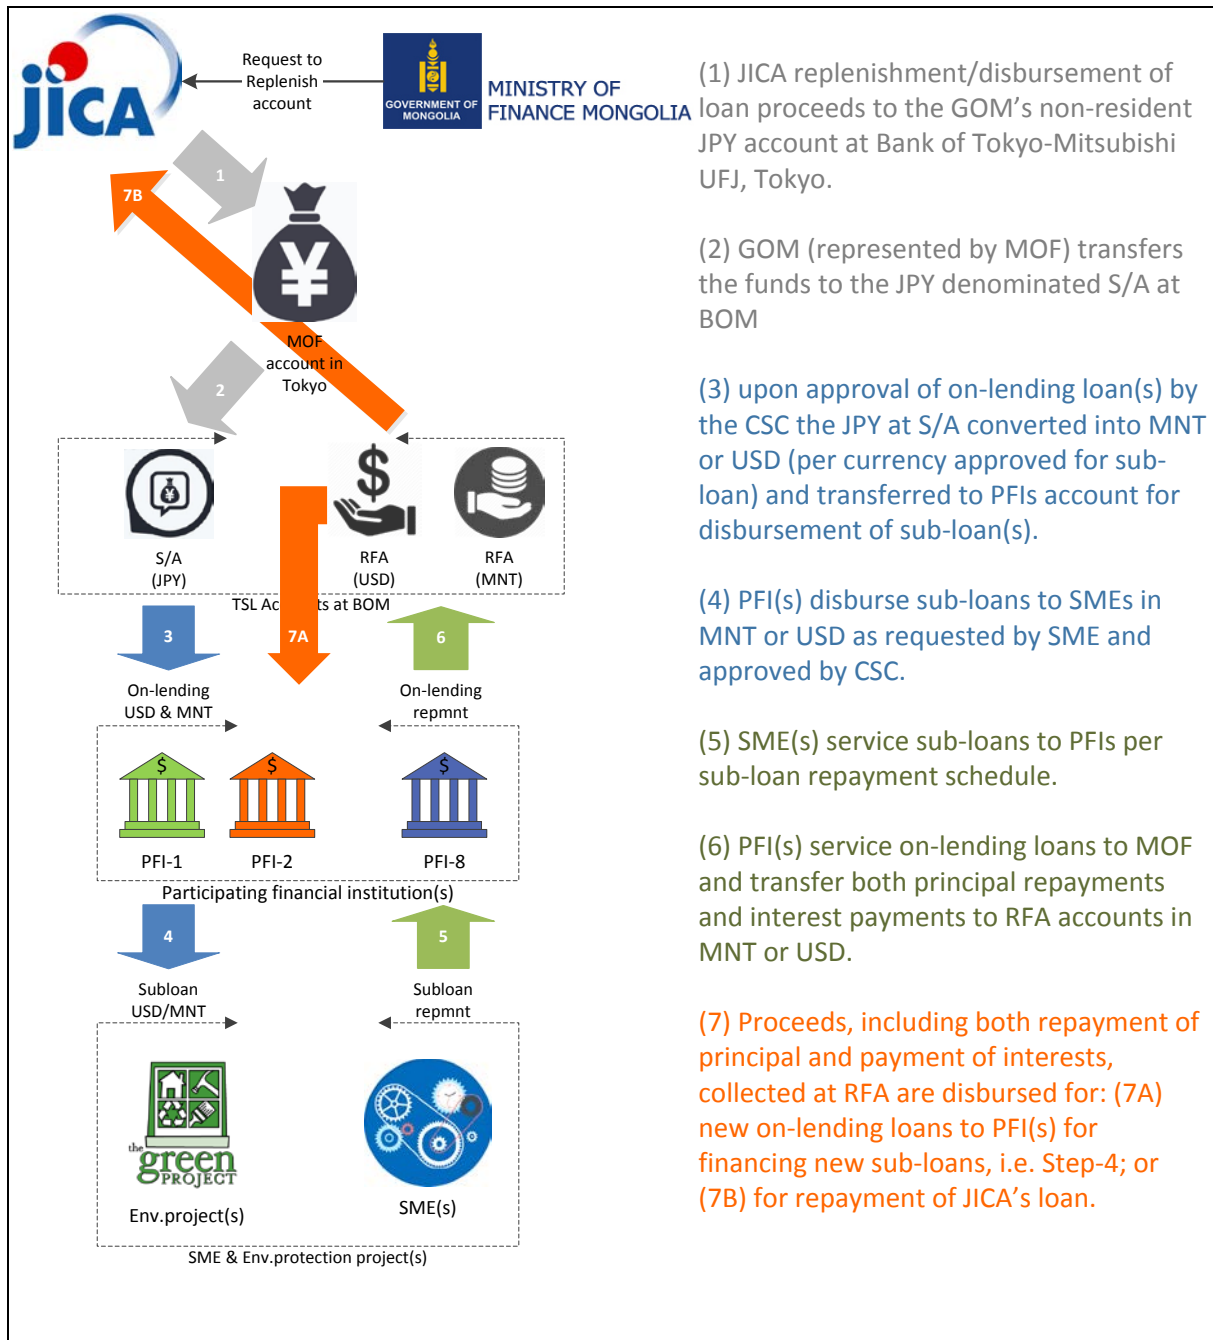 JICA
Request to
Replenish
account
GOVERNMENT OF
MONGOLIA
MINISTRY OF
FINANCE MONGOLIA
1
7B
¥
MOF
account in
Tokyo
2
S/A
(JPY)
$
RFA
(USD)
RFA
(MNT)
TSL Acc ts at BOM
3
7A
6
On-lending
USD & MNT
On-lending
repmnt
$
$
$
PFI-1
PFI-2
PFI-8
Participating financial institution(s)
4
5
Subloan
USD/MNT
Subloan
repmnt
the
green
PROJECT
Env.project(s)
SME(s)
SME & Env.protection project(s)
(1) JICA replenishment/disbursement of
loan proceeds to the GOM’s non-resident
JPY account at Bank of Tokyo-Mitsubishi
UFJ, Tokyo.
(2) GOM (represented by MOF) transfers
the funds to the JPY denominated S/A at
BOM
(3) upon approval of on-lending loan(s) by
the CSC the JPY at S/A converted into MNT
or USD (per currency approved for sub-
loan) and transferred to PFIs account for
disbursement of sub-loan(s).
(4) PFI(s) disburse sub-loans to SMEs in
MNT or USD as requested by SME and
approved by CSC.
(5) SME(s) service sub-loans to PFIs per
sub-loan repayment schedule.
(6) PFI(s) service on-lending loans to MOF
and transfer both principal repayments
and interest payments to RFA accounts in
MNT or USD.
(7) Proceeds, including both repayment of
principal and payment of interests,
collected at RFA are disbursed for: (7A)
new on-lending loans to PFI(s) for
financing new sub-loans, i.e. Step-4; or
(7B) for repayment of JICA’s loan.